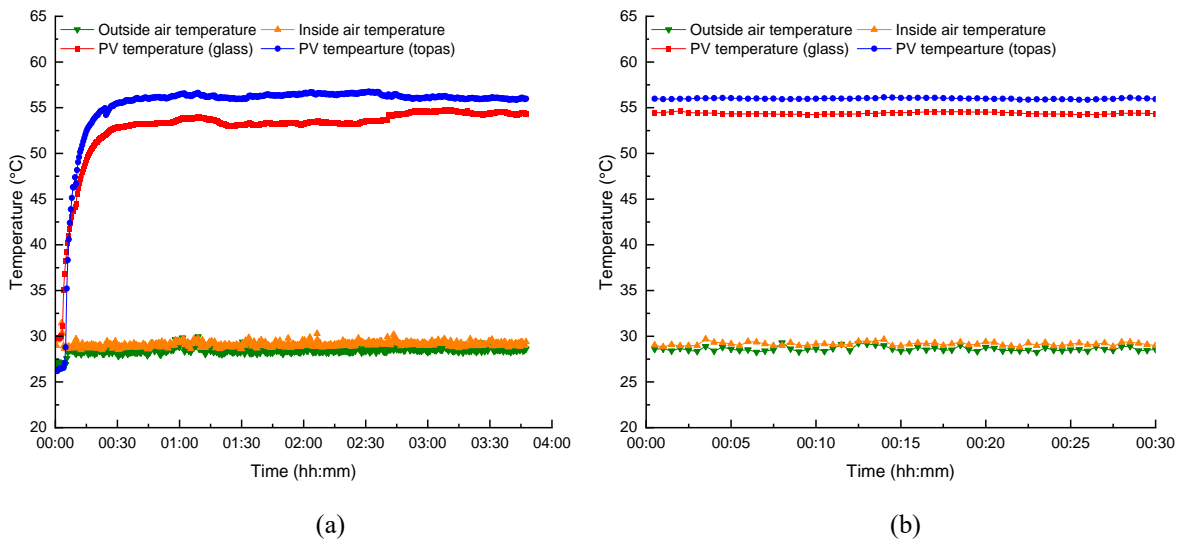 Outside air temperature Inside air temperature
PV temperature (glass) PV tempearture (topas)
65
60
55
50
45
40
35
30
25
20
Temperature (°C)
00:00 00:30 01:00 01:30 02:00 02:30 03:00 03:30 04:00
Time (hh:mm)
(a)
Outside air temperature Inside air temperature
PV temperature (glass) PV tempearture (topas)
65
60
55
50
45
40
35
30
25
20
Temperature (°C)
00:00 00:05 00:10 00:15 00:20 00:25 00:30
Time (hh:mm)
(b)